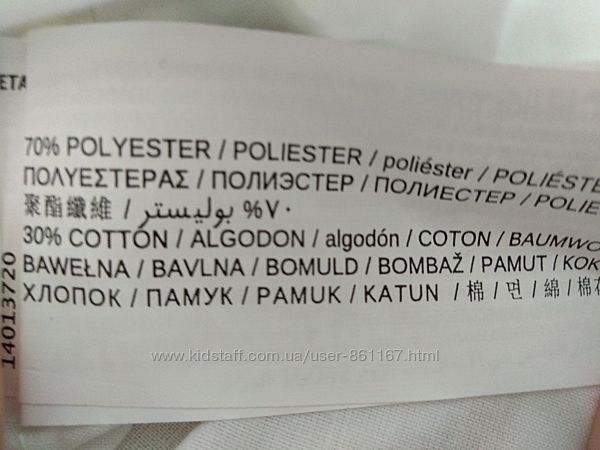 ETA
70% POLYESTER / POLIESTER / poliéster / POLIÉSTE
ΠΟΛΥΕΣΤΕΡΑΣ / ПОЛИЭСТЕР / ПОЛИЕСТЕР / POLIE
聚酯纖維 / بوليستر %٧٠
30% COTTON / ALGODON / algodón / COTON / BAUMWO
BAWEŁNA / BAVLNA / BOMULD / BOMBAŽ / PAMUT / KOK
ХЛОПОК / ПАМУК / PAMUK / KATUN / 棉 / 면 / 綿 / 棉花
14013720
www.kidstaff.com.ua/user-861167.html